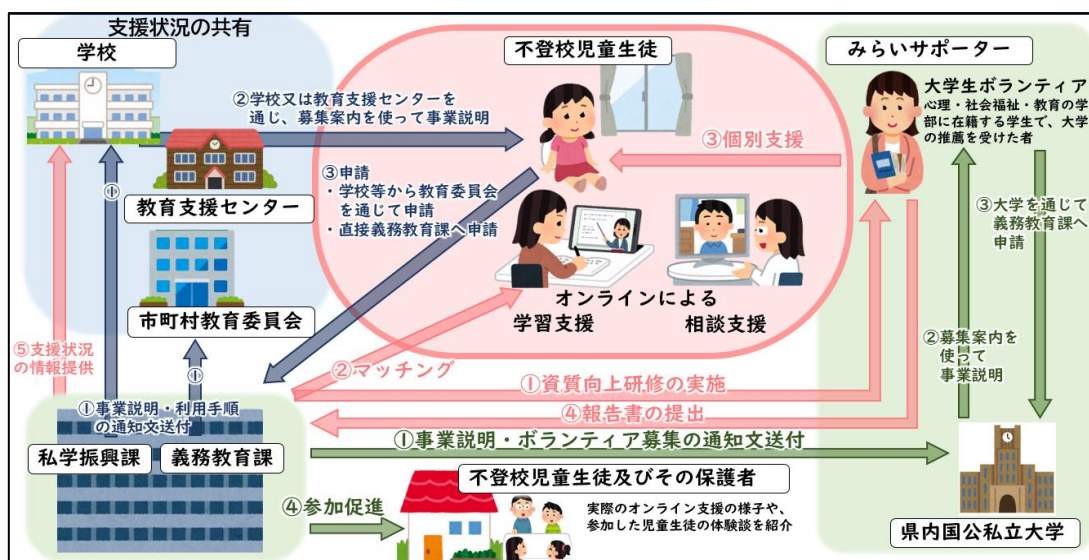 支援状況の共有
学校
教育支援センター
市町村教育委員会
②学校又は教育支援センターを
通じ、募集案内を使って事業説明
③申請
・学校等から教育委員会
を通じて申請
・直接義務教育課へ申請
不登校児童生徒
③個別支援
オンラインによる
学習支援
相談支援
みらいサポーター
大学生ボランティア
心理・社会福祉・教育の学
部に在籍する学生で、大学
の推薦を受けた者
③大学を通じて
義務教育課へ
申請
②募集案内を
使って
事業説明
①
①
⑤支援状況
の情報提供
①事業説明・利用手順
の通知文送付
②マッチング
①資質向上研修の実施
④報告書の提出
①事業説明・ボランティア募集の通知文送付
私学振興課
義務教育課
④参加促進
不登校児童生徒及びその保護者
実際のオンライン支援の様子や、
参加した児童生徒の体験談を紹介
県内国公私立大学